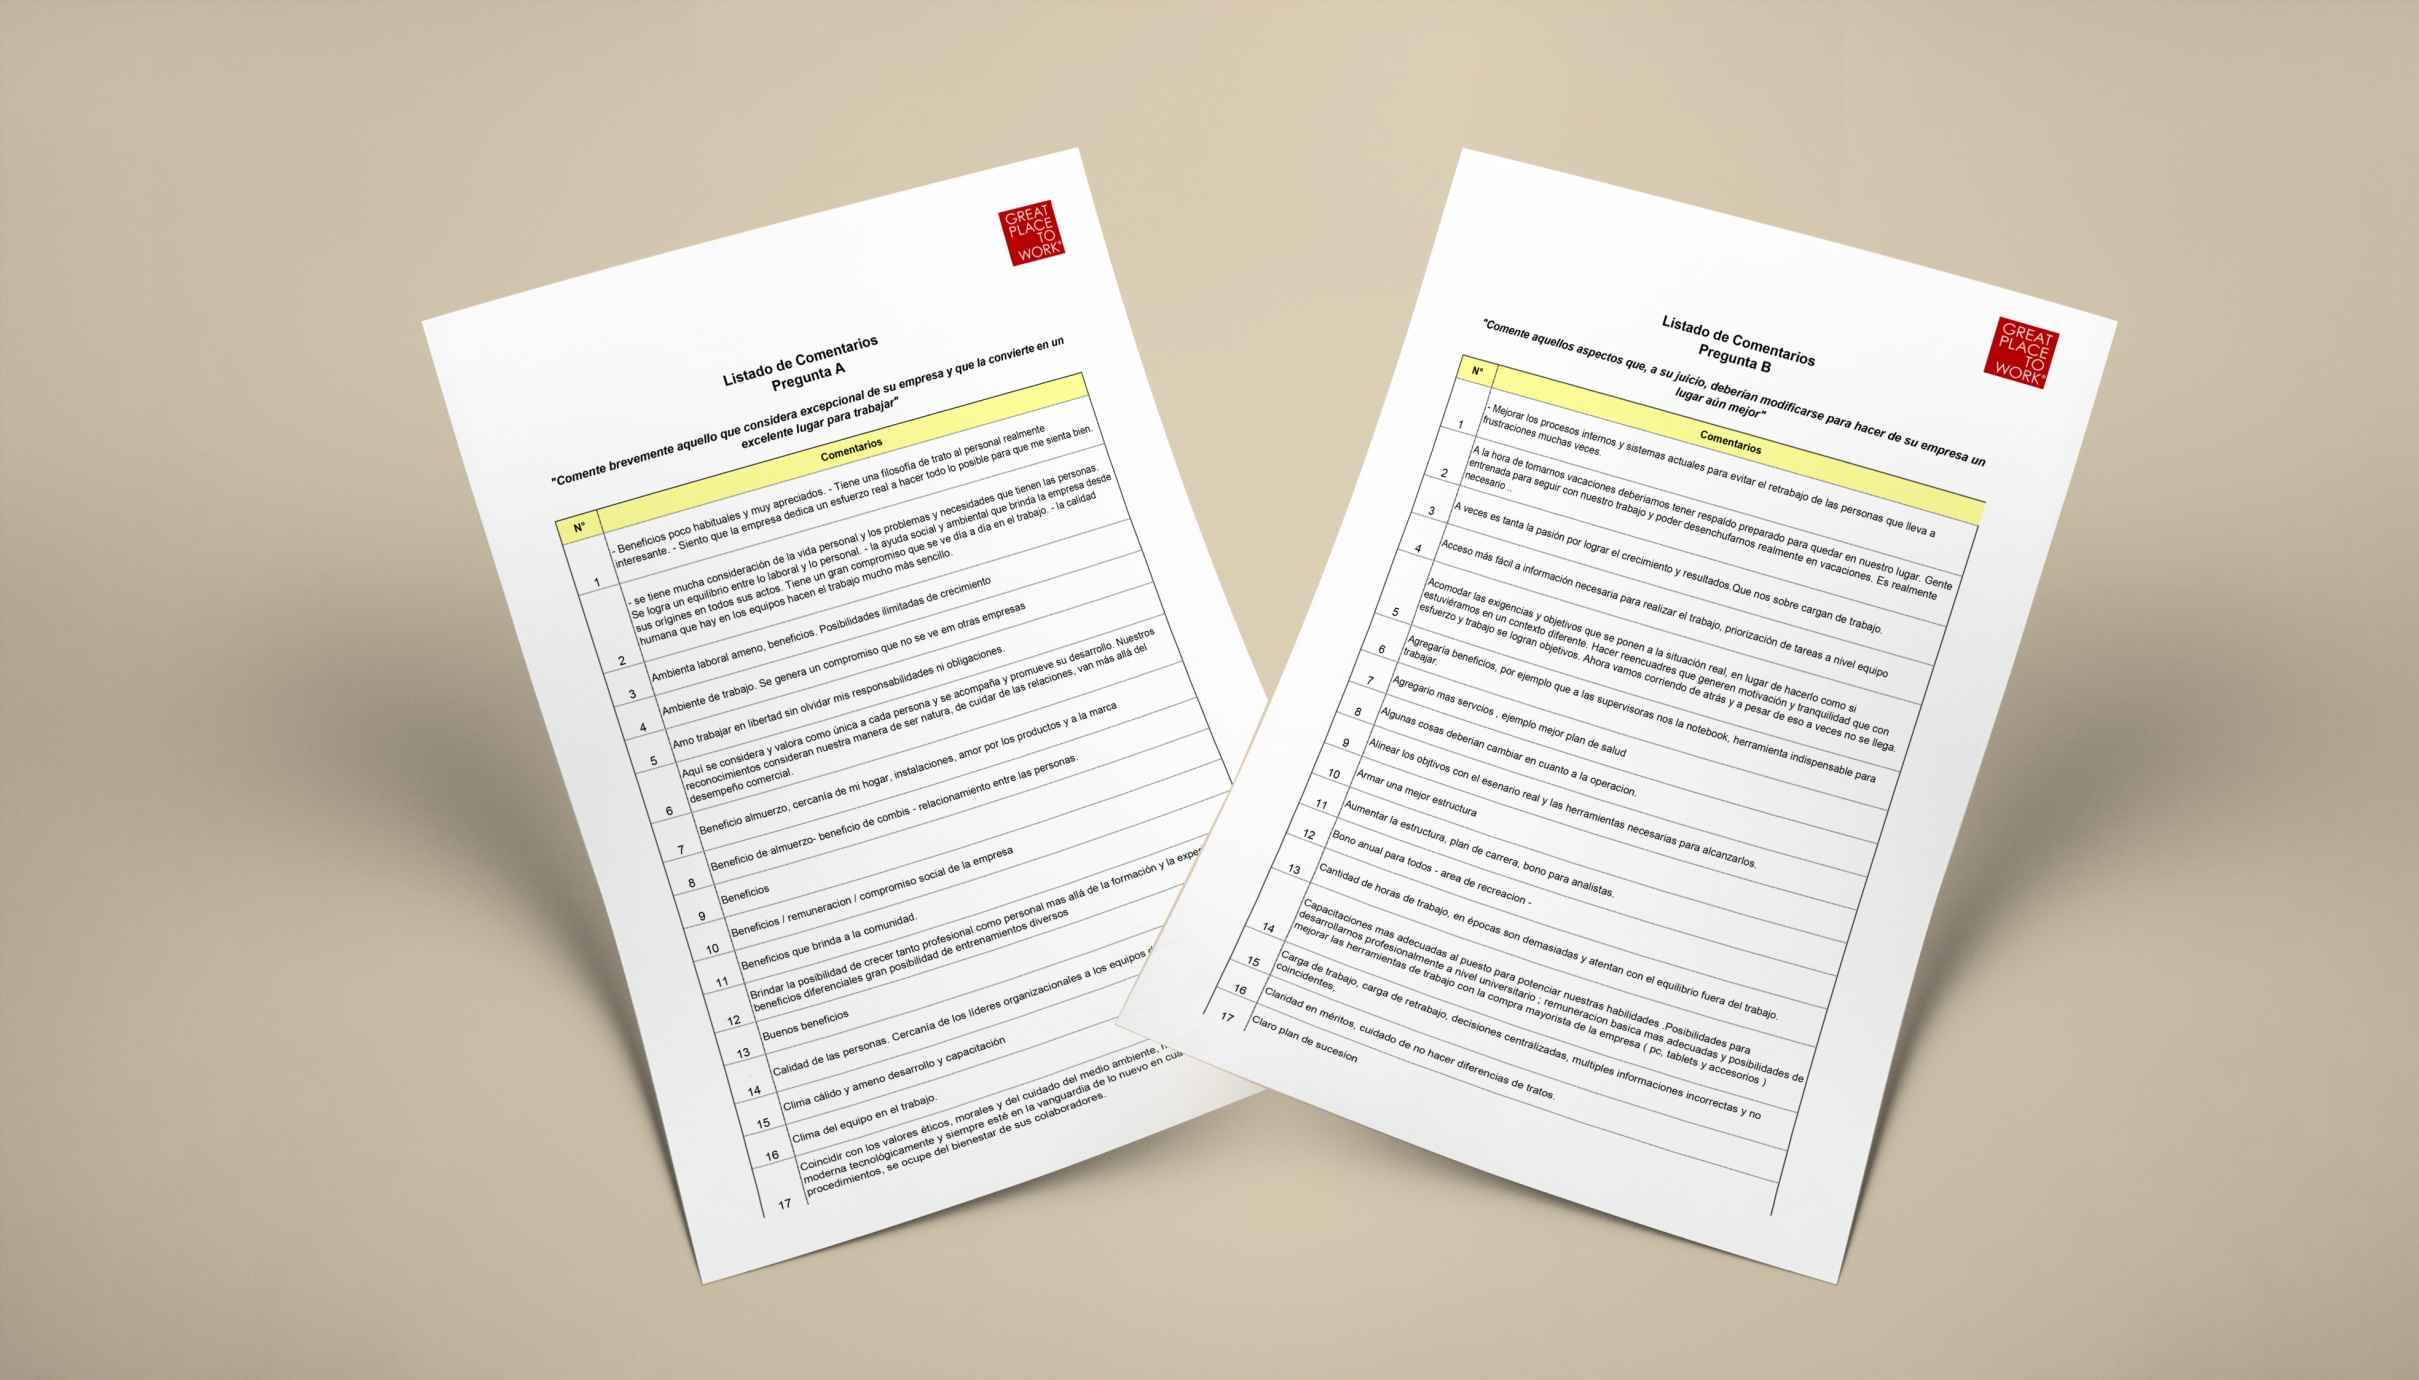 GREAT
PLACE
TO
WORK®
Listado de Comentarios
Pregunta A
"Comente brevemente aquello que considera excepcional de su empresa y que la convierte en un
excelente lugar para trabajar"
N° Comentarios
1 - Beneficios poco habituales y muy apreciados. - Tiene una filosofía de trato al personal realmente
interesante. - Siento que la empresa dedica un esfuerzo real a hacer todo lo posible para que me sienta bien.
2 - se tiene mucha consideración de la vida personal y los problemas y necesidades que tienen las personas.
Se logra un equilibrio entre lo laboral y lo personal. - la ayuda social y ambiental que brinda la empresa desde
sus orígenes en todos sus actos. Tiene un gran compromiso que se ve día a día en el trabajo. - la calidad
humana que hay en los equipos hacen el trabajo mucho más sencillo.
3 Ambienta laboral ameno, beneficios. Posibilidades ilimitadas de crecimiento
4 Ambiente de trabajo. Se genera un compromiso que no se ve em otras empresas
5 Amo trabajar en libertad sin olvidar mis responsabilidades ni obligaciones.
6 Aquí se considera y valora como única a cada persona y se acompaña y promueve su desarrollo. Nuestros
reconocimientos consideran nuestra manera de ser natura, de cuidar de las relaciones, van más allá del
desempeño comercial.
7 Beneficio almuerzo, cercanía de mi hogar, instalaciones, amor por los productos y a la marca
8 Beneficio de almuerzo- beneficio de combis - relacionamiento entre las personas.
9 Beneficios
10 Beneficios / remuneracion / compromiso social de la empresa
11 Beneficios que brinda a la comunidad.
12 Brindar la posibilidad de crecer tanto profesional como personal mas allá de la formación y la exper
beneficios diferenciales gran posibilidad de entrenamientos diversos
13 Buenos beneficios
14 Calidad de las personas. Cercanía de los líderes organizacionales a los equipos
15 Clima cálido y ameno desarrollo y capacitación
16 Clima del equipo en el trabajo.
17 Coincidir con los valores éticos, morales y del cuidado del medio ambiente,
moderna tecnológicamente y siempre esté en la vanguardia de lo nuevo en
procedimientos, se ocupe del bienestar de sus colaboradores.
GREAT
PLACE
TO
WORK®
Listado de Comentarios
Pregunta B
"Comente aquellos aspectos que, a su juicio, deberían modificarse para hacer de su empresa un
lugar aún mejor"
N° Comentarios
1 - Mejorar los procesos internos y sistemas actuales para evitar el retrabajo de las personas que lleva a
frustraciones muchas veces.
2 A la hora de tomarnos vacaciones deberiamos tener respaldo preparado para quedar en nuestro lugar. Gente
entrenada para seguir con nuestro trabajo y poder desenchufarnos realmente en vacaciones. Es realmente
necesario ..
3 A veces es tanta la pasión por lograr el crecimiento y resultados.Que nos sobre cargan de trabajo.
4 Acceso más fácil a información necesaria para realizar el trabajo, priorización de tareas a nivel equipo
5 Acomodar las exigencias y objetivos que se ponen a la situación real, en lugar de hacerlo como si
estuviéramos en un contexto diferente. Hacer reencuadres que generen motivación y tranquilidad que con
esfuerzo y trabajo se logran objetivos. Ahora vamos corriendo de atrás y a pesar de eso a veces no se llega.
6 Agregaría beneficios, por ejemplo que a las supervisoras nos la notebook, herramienta indispensable para
trabajar.
7 Agregario mas servcios , ejemplo mejor plan de salud
8 Algunas cosas deberian cambiar en cuanto a la operacion.
9 Alinear los objtivos con el esenario real y las herramientas necesarias para alcanzarlos.
10 Armar una mejor estructura
11 Aumentar la estructura, plan de carrera, bono para analistas.
12 Bono anual para todos - area de recreacion -
13 Cantidad de horas de trabajo, en épocas son demasiadas y atentan con el equilibrio fuera del trabajo.
14 Capacitaciones mas adecuadas al puesto para potenciar nuestras habilidades .Posibilidades para
desarrollarnos profesionalmente a nivel universitario ; remuneracion basica mas adecuadas y posibilidades de
mejorar las herramientas de trabajo con la compra mayorista de la empresa ( pc, tablets y accesorios )
15 Carga de trabajo, carga de retrabajo, decisiones centralizadas, multiples informaciones incorrectas y no
coincidentes,
16 Claridad en méritos, cuidado de no hacer diferencias de tratos.
17 Claro plan de sucesion